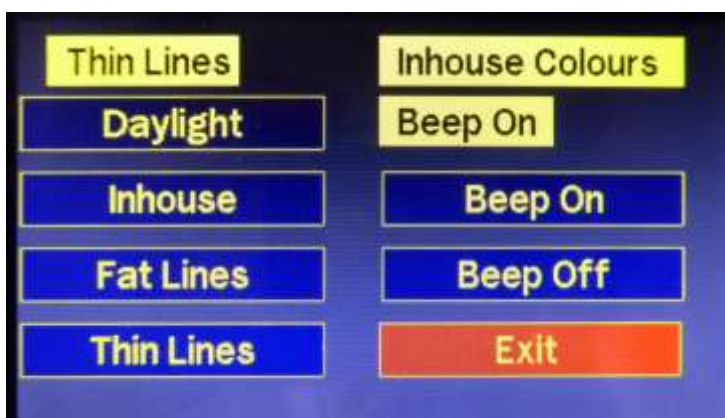 Thin Lines
Inhouse Colours
Daylight
Beep On
Inhouse
Beep On
Fat Lines
Beep Off
Thin Lines
Exit